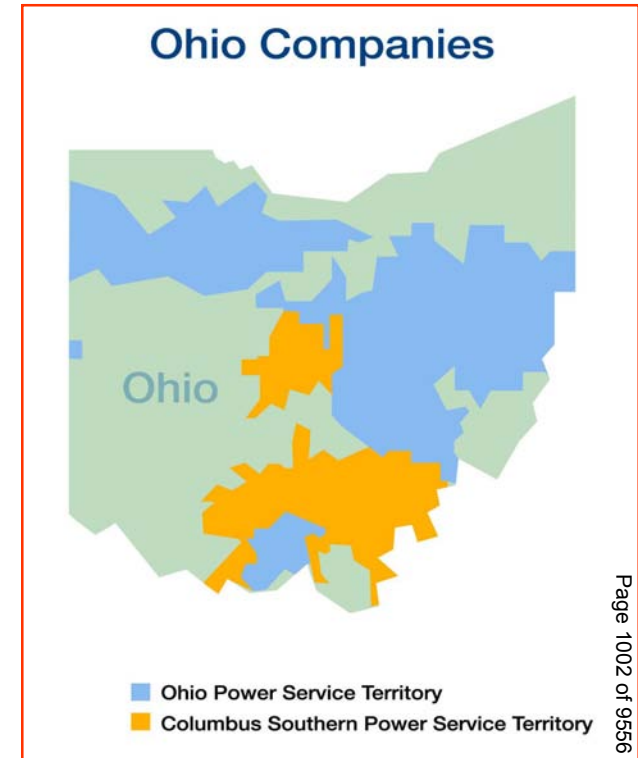 Ohio Companies
Ohio
Ohio Power Service Territory
Columbus Southern Power Service Territory
Page 1002 of 9556